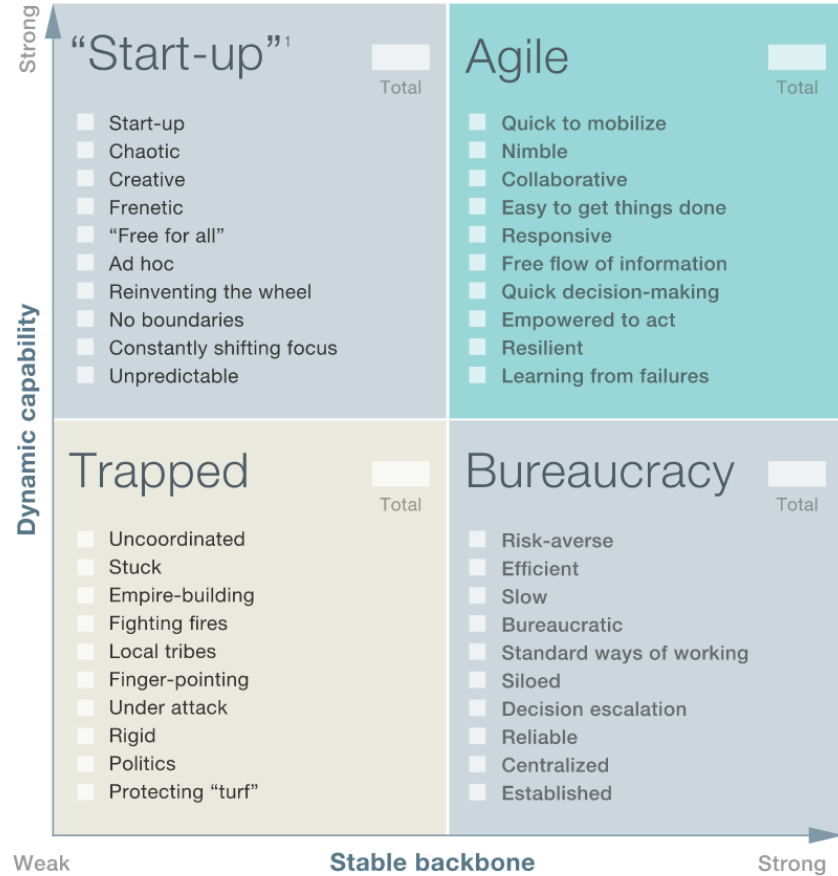 Strong
Dynamic capability
“Start-up”¹
Total
Start-up
Chaotic
Creative
Frenetic
“Free for all”
Ad hoc
Reinventing the wheel
No boundaries
Constantly shifting focus
Unpredictable
Agile
Total
Quick to mobilize
Nimble
Collaborative
Easy to get things done
Responsive
Free flow of information
Quick decision-making
Empowered to act
Resilient
Learning from failures
Trapped
Total
Uncoordinated
Stuck
Empire-building
Fighting fires
Local tribes
Finger-pointing
Under attack
Rigid
Politics
Protecting “turf”
Bureaucracy
Total
Risk-averse
Efficient
Slow
Bureaucratic
Standard ways of working
Siloed
Decision escalation
Reliable
Centralized
Established
Weak
Stable backbone
Strong